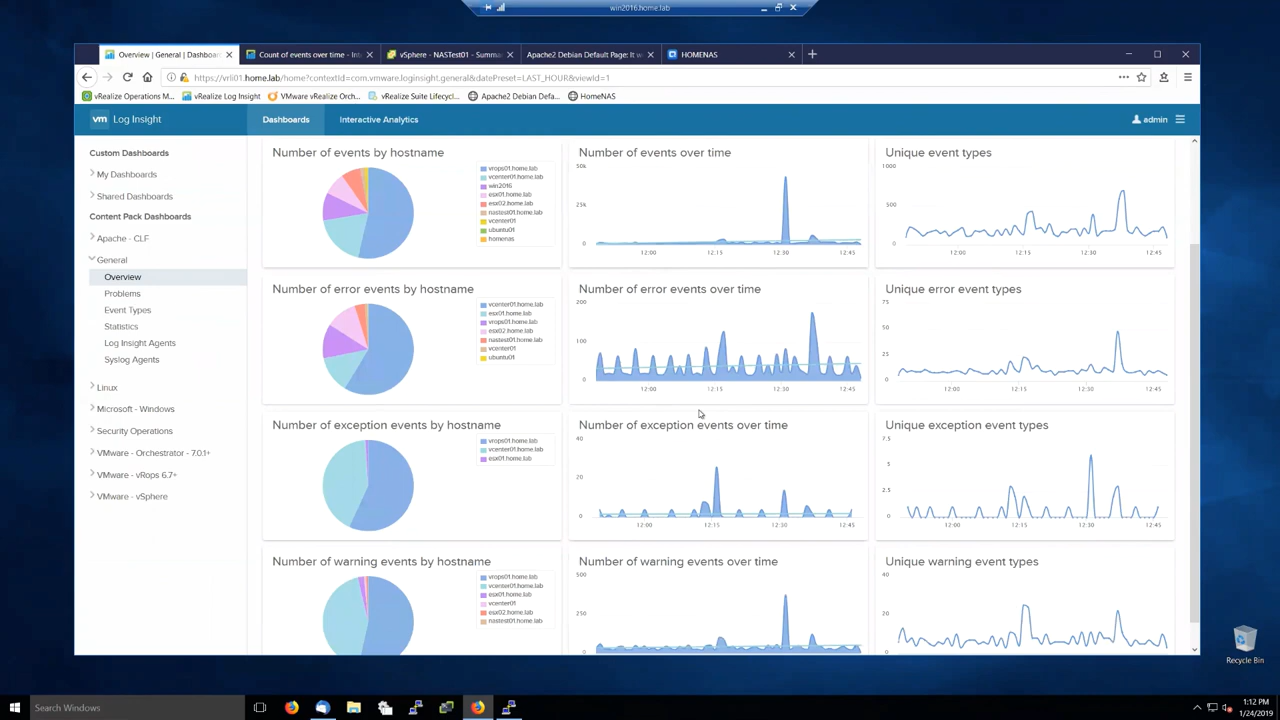 win2016.home.lab
Overview | General | Dashboar
Count of events over time - Int
vSphere - NASTest01 - Summa
Apache2 Debian Default Page: It w
HOMENAS
https://vrli01.home.lab/home?contextId=com.vmware.loginsight.general&datePreset=LAST_HOUR&viewId=1
vRealize Operations M...
vRealize Log Insight
VMware vRealize Orch...
vRealize Suite Lifecycl...
Apache2 Debian Defa...
HomeNAS
vm Log Insight
Dashboards
Interactive Analytics
admin
Custom Dashboards
My Dashboards
Shared Dashboards
Content Pack Dashboards
Apache - CLF
General
Overview
Problems
Event Types
Statistics
Log Insight Agents
Syslog Agents
Linux
Microsoft - Windows
Security Operations
VMware - Orchestrator - 7.0.1+
VMware - vRops 6.7+
VMware - vSphere
Number of events by hostname
vrops01.home.lab
vcenter01.home.lab
win2016
esx01.home.lab
esx02.home.lab
nastest01.home.lab
vcenter01
ubuntu01
homenas
Number of events over time
50k
25k
0
12:00 12:15 12:30 12:45
Unique event types
1000
500
0
12:00 12:15 12:30 12:45
Number of error events by hostname
vcenter01.home.lab
esx01.home.lab
vrops01.home.lab
esx02.home.lab
nastest01.home.lab
vcenter01
ubuntu01
Number of error events over time
200
100
0
12:00 12:15 12:30 12:45
Unique error event types
75
50
25
0
12:00 12:15 12:30 12:45
Number of exception events by hostname
vrops01.home.lab
vcenter01.home.lab
esx01.home.lab
Number of exception events over time
40
20
0
12:00 12:15 12:30 12:45
Unique exception event types
7.5
5
2.5
0
12:00 12:15 12:30 12:45
Number of warning events by hostname
vrops01.home.lab
vcenter01.home.lab
esx01.home.lab
vcenter01
esx02.home.lab
nastest01.home.lab
Number of warning events over time
500
250
0
Unique warning event types
40
20
0
Recycle Bin
Search Windows
1:12 PM
1/24/2019